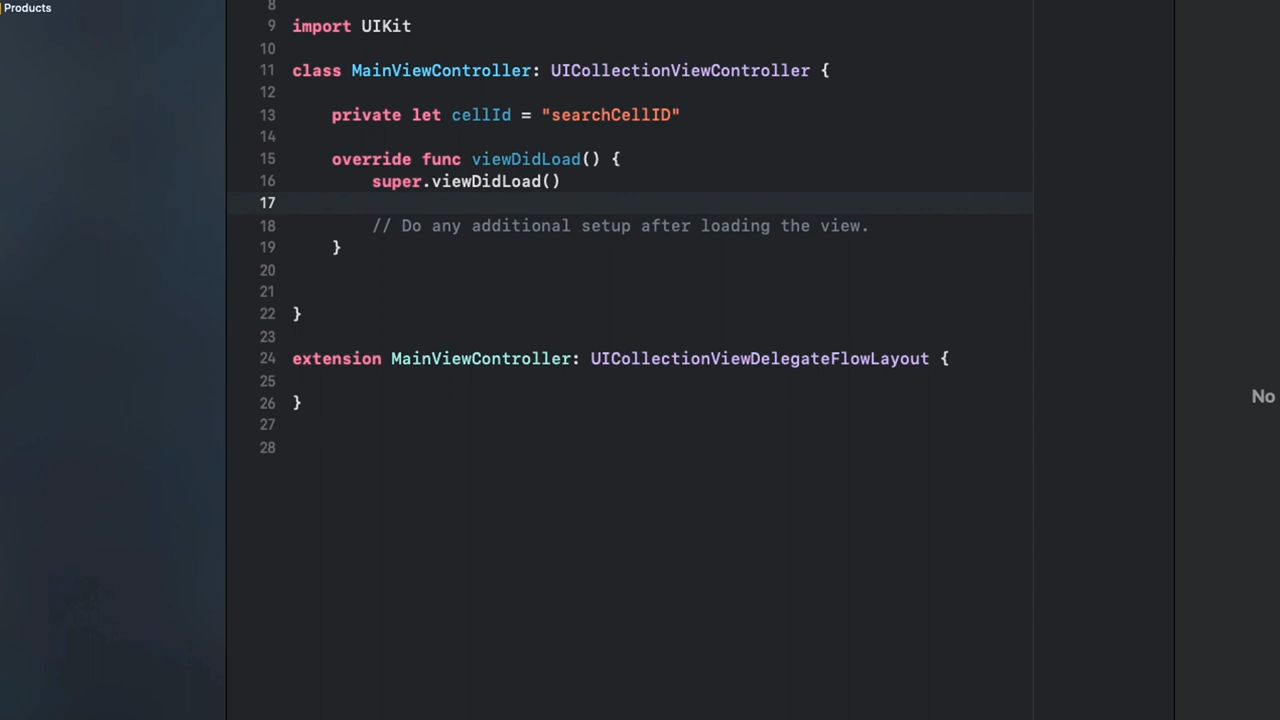 Products
8
9 import UIKit
10
11 class MainViewController: UICollectionViewController {
12
13 private let cellId = "searchCellID"
14
15 override func viewDidLoad() {
16 super.viewDidLoad()
17
18 // Do any additional setup after loading the view.
19 }
20
21
22 }
23
24 extension MainViewController: UICollectionViewDelegateFlowLayout {
25
26 }
27
28
No